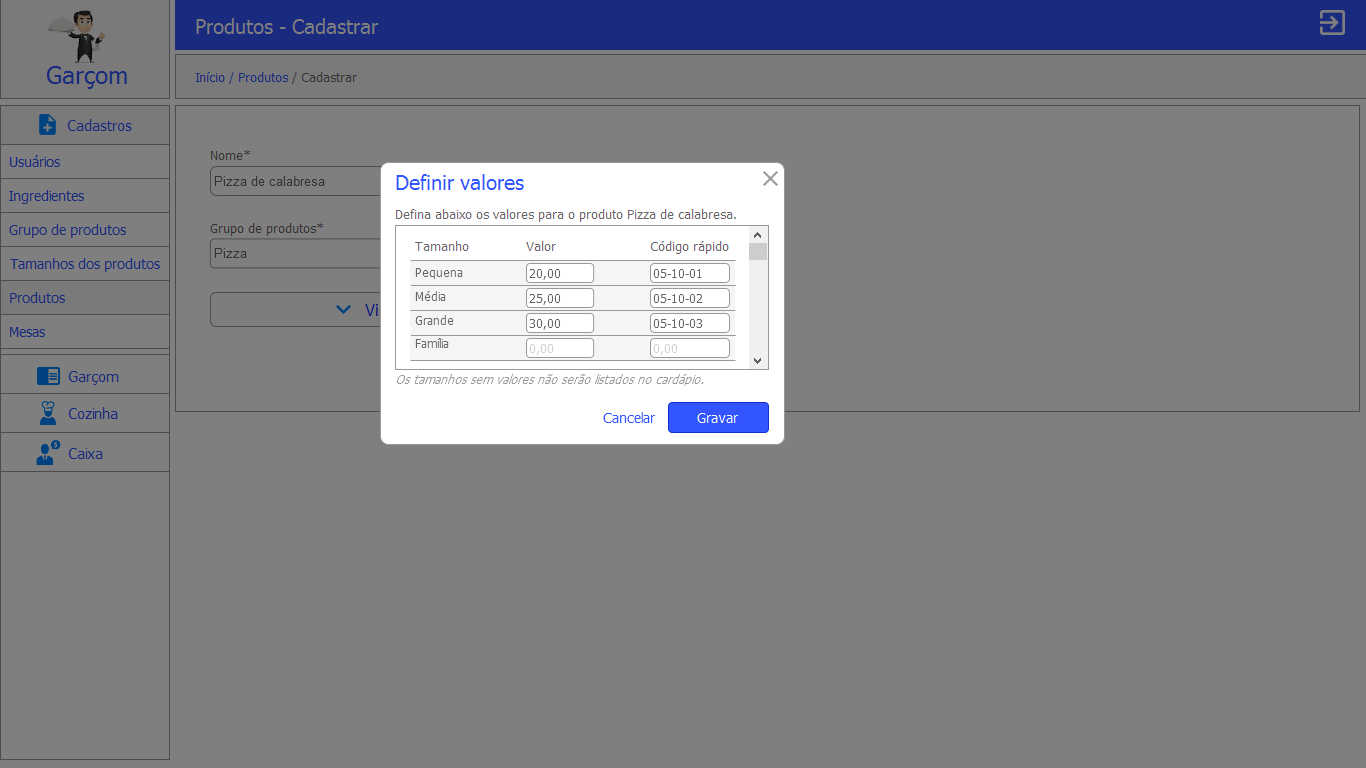 Garçom
Produtos - Cadastrar
Início / Produtos / Cadastrar
Cadastros
Usuários
Ingredientes
Grupo de produtos
Tamanhos dos produtos
Produtos
Mesas
Garçom
Cozinha
Caixa
Nome*
Pizza de calabresa
Grupo de produtos*
Pizza
Vi
Definir valores
Defina abaixo os valores para o produto Pizza de calabresa.
Tamanho Valor Código rápido
Pequena 20,00 05-10-01
Média 25,00 05-10-02
Grande 30,00 05-10-03
Família 0,00 0,00
Os tamanhos sem valores não serão listados no cardápio.
Cancelar Gravar